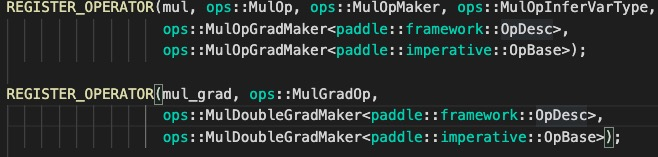 REGISTER_OPERATOR(mul, ops::MulOp, ops::MulOpMaker, ops::MulOpInferVarType,
ops::MulOpGradMaker<paddle::framework::OpDesc>,
ops::MulOpGradMaker<paddle::imperative::OpBase>);
REGISTER_OPERATOR(mul_grad, ops::MulGradOp,
ops::MulDoubleGradMaker<paddle::framework::OpDesc>,
ops::MulDoubleGradMaker<paddle::imperative::OpBase>);